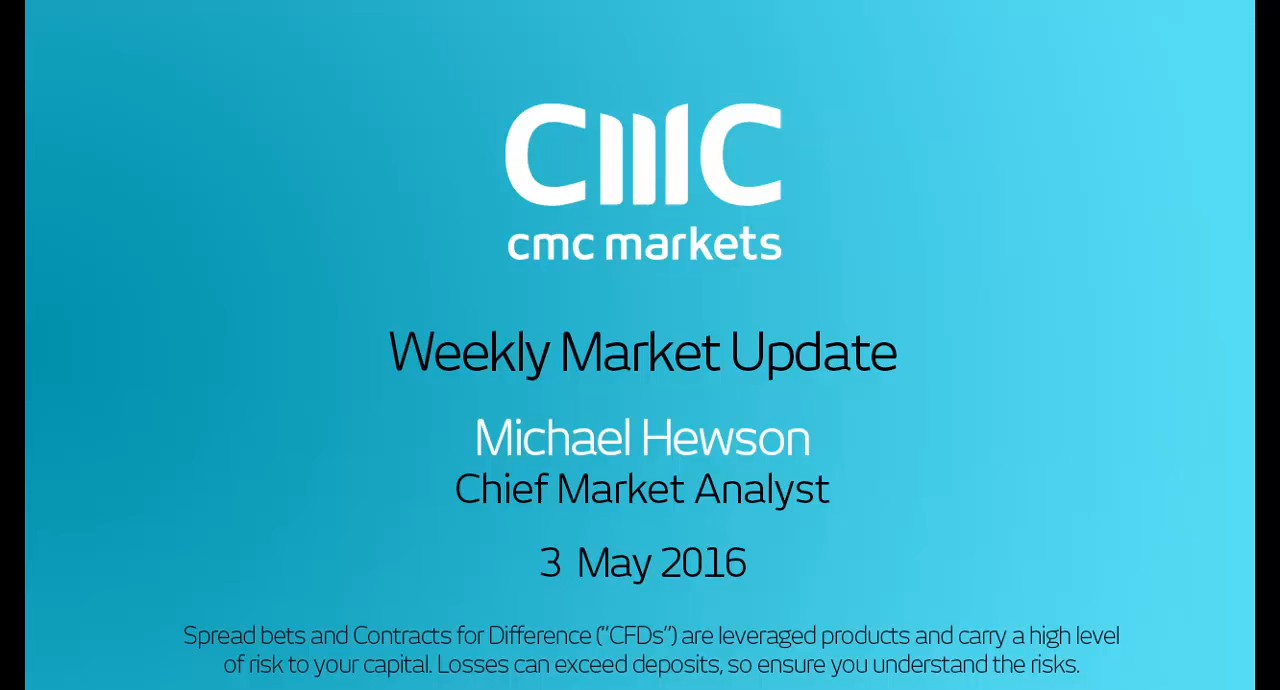 CMC
cmc markets
Weekly Market Update
Michael Hewson
Chief Market Analyst
3 May 2016
Spread bets and Contracts for Difference (“CFDs”) are leveraged products and carry a high level
of risk to your capital. Losses can exceed deposits, so ensure you understand the risks.